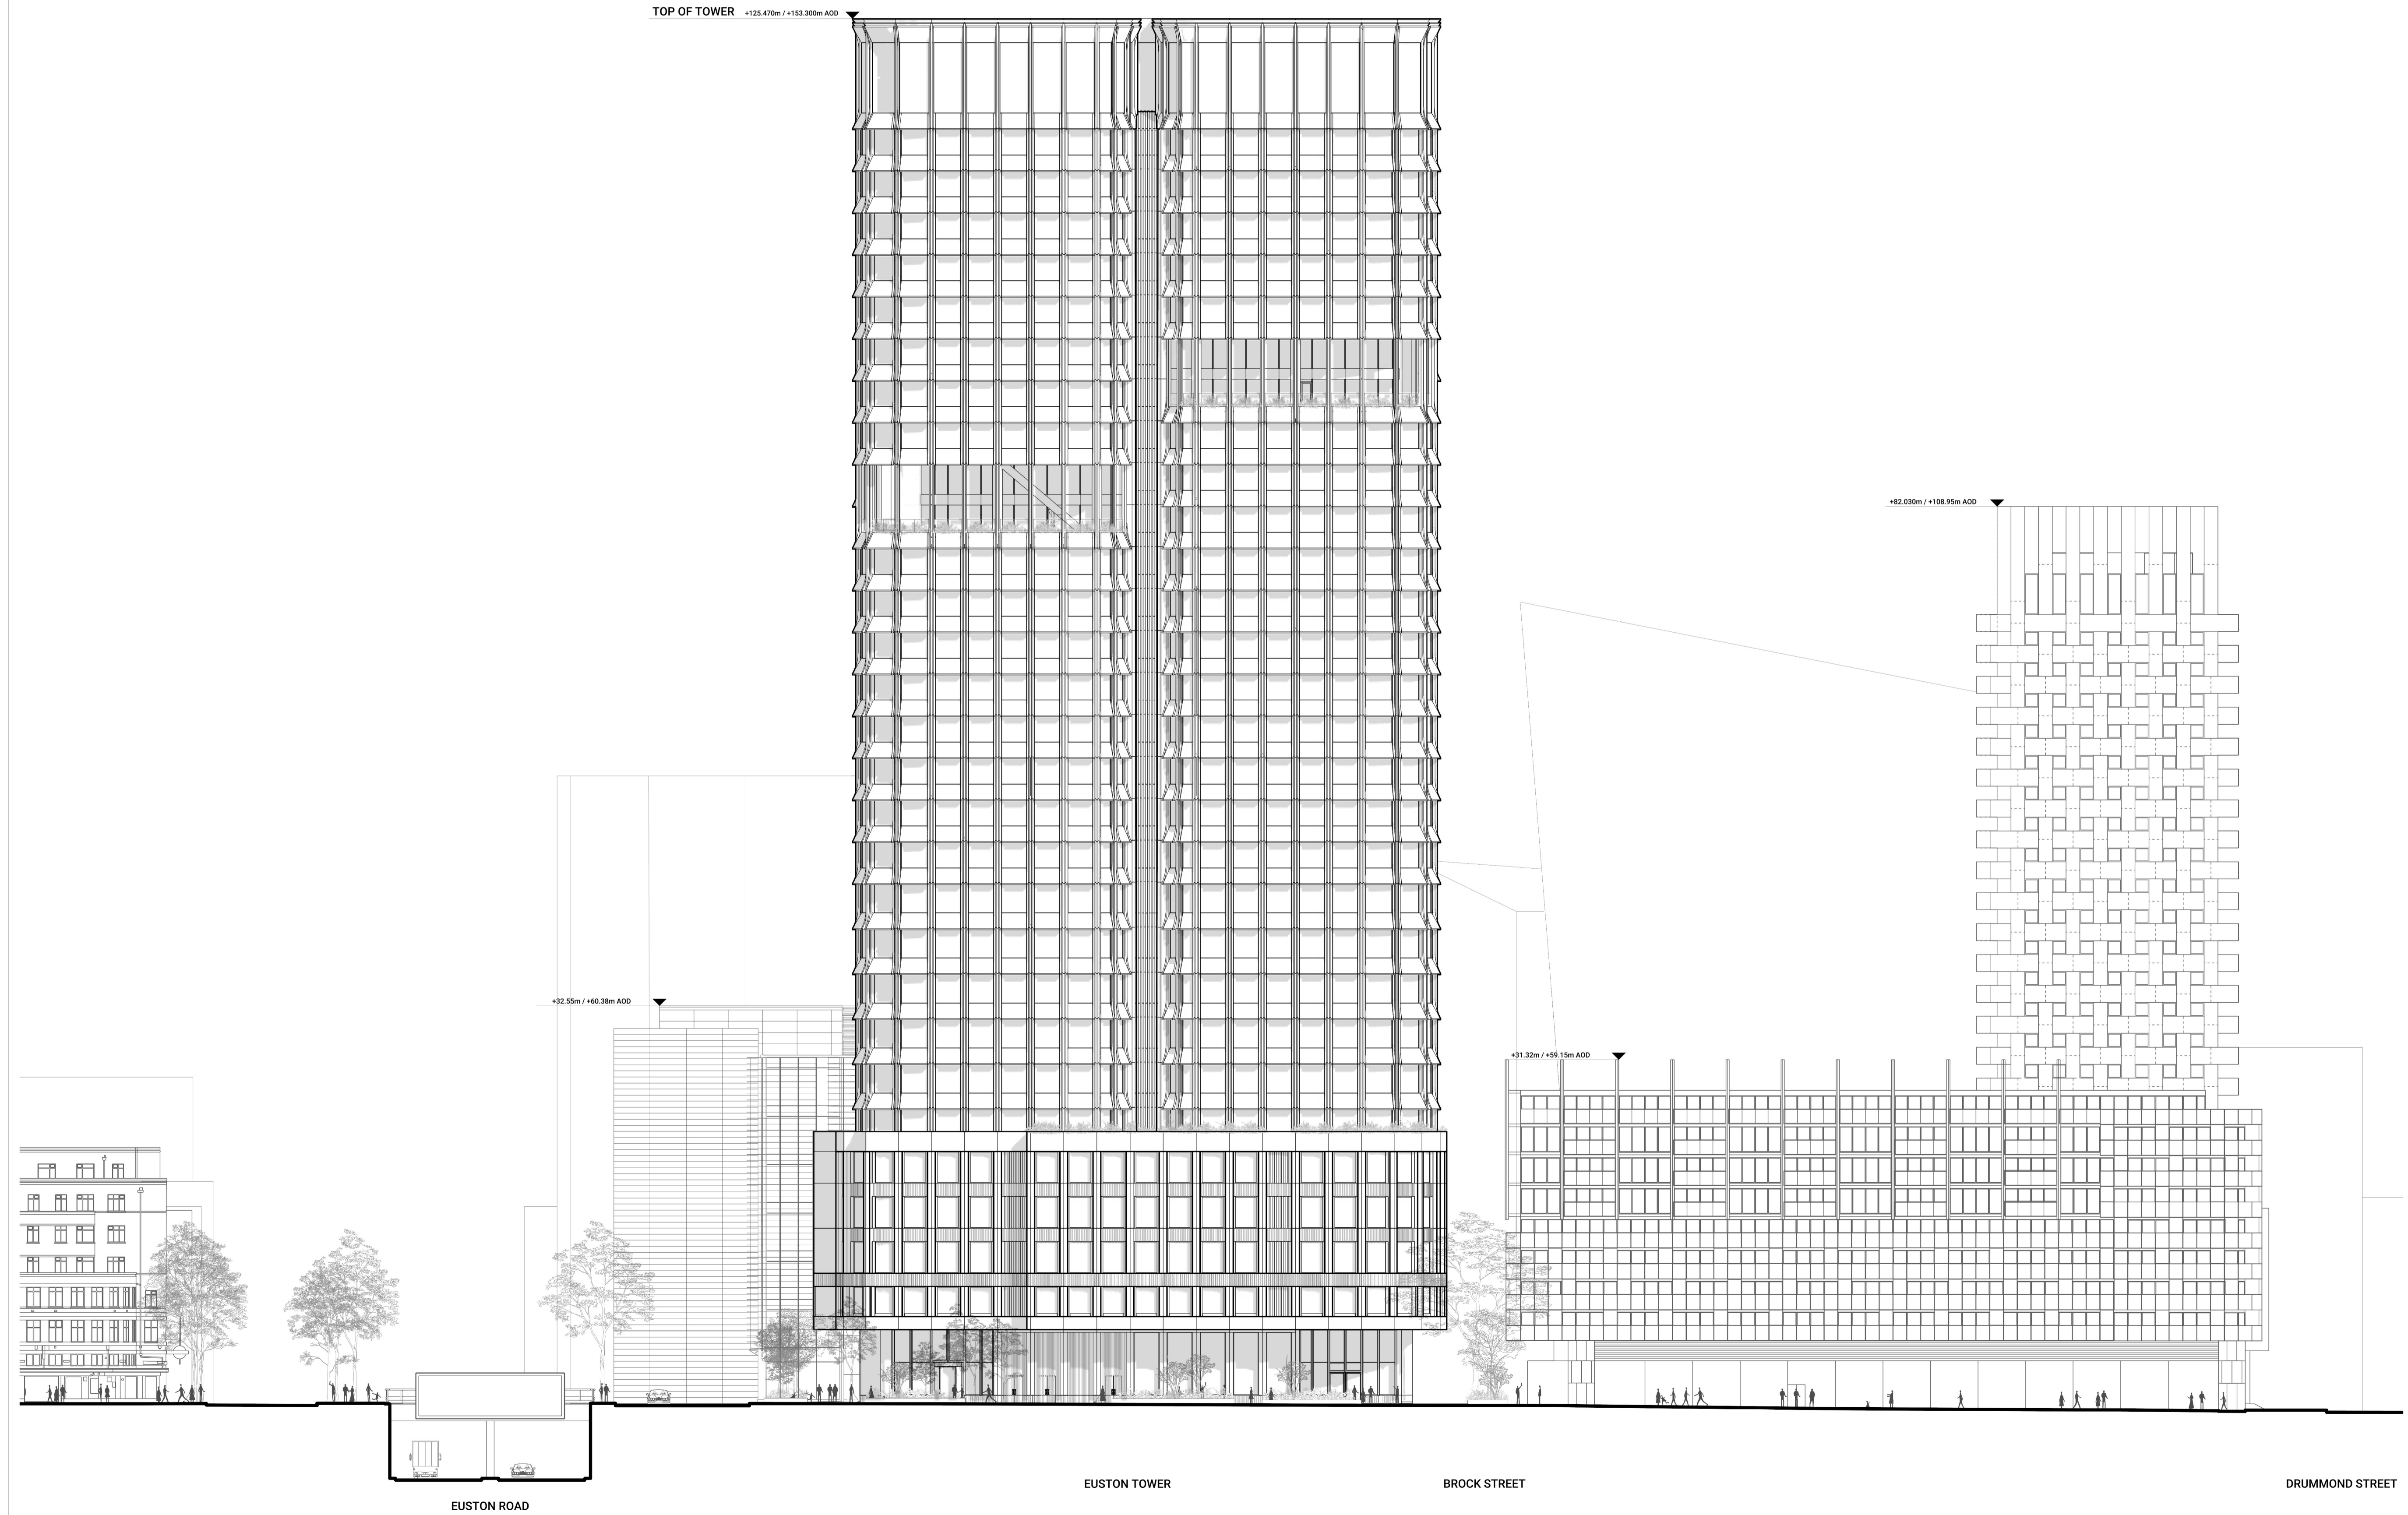 TOP OF TOWER +125.470m / +153.300m AOD
+82.030m / +108.95m AOD
+32.55m / +60.38m AOD
+31.32m / +59.15m AOD
EUSTON TOWER
BROCK STREET
DRUMMOND STREET
EUSTON ROAD